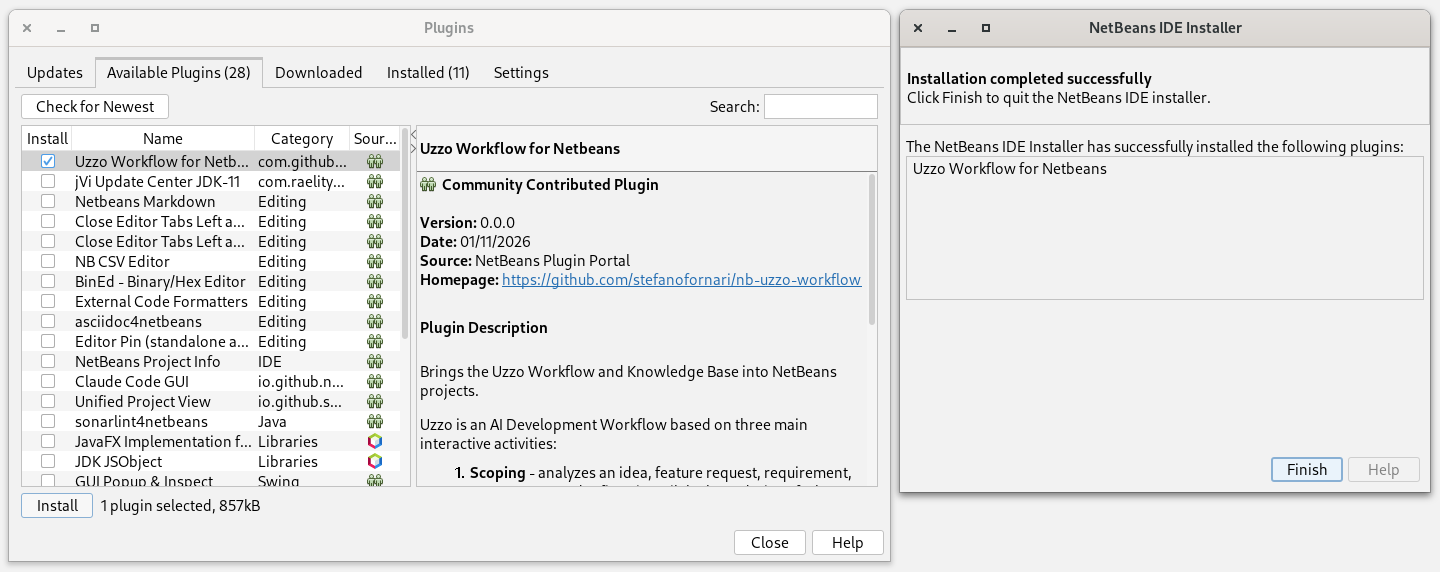 Plugins
Updates
Available Plugins (28)
Downloaded
Installed (11)
Settings
Check for Newest
Search:
Install Name Category Sour...
Uzzo Workflow for Netb... com.github...
jVi Update Center JDK-11 com.raelity...
Netbeans Markdown Editing
Close Editor Tabs Left a... Editing
Close Editor Tabs Left a... Editing
NB CSV Editor Editing
BinEd - Binary/Hex Editor Editing
External Code Formatters Editing
asciidoc4netbeans Editing
Editor Pin (standalone a... Editing
NetBeans Project Info IDE
Claude Code GUI io.github.n...
Unified Project View io.github.s...
sonarlint4netbeans Java
JavaFX Implementation f... Libraries
JDK JSObject Libraries
GUI Popup & Inspect Swing
Uzzo Workflow for Netbeans
Community Contributed Plugin
Version: 0.0.0
Date: 01/11/2026
Source: NetBeans Plugin Portal
Homepage: https://github.com/stefanofornari/nb-uzzo-workflow
Plugin Description
Brings the Uzzo Workflow and Knowledge Base into NetBeans
projects.
Uzzo is an AI Development Workflow based on three main
interactive activities:
1. Scoping - analyzes an idea, feature request, requirement,
Install
1 plugin selected, 857kB
Close
Help
NetBeans IDE Installer
Installation completed successfully
Click Finish to quit the NetBeans IDE installer.
The NetBeans IDE Installer has successfully installed the following plugins:
Uzzo Workflow for Netbeans
Finish
Help